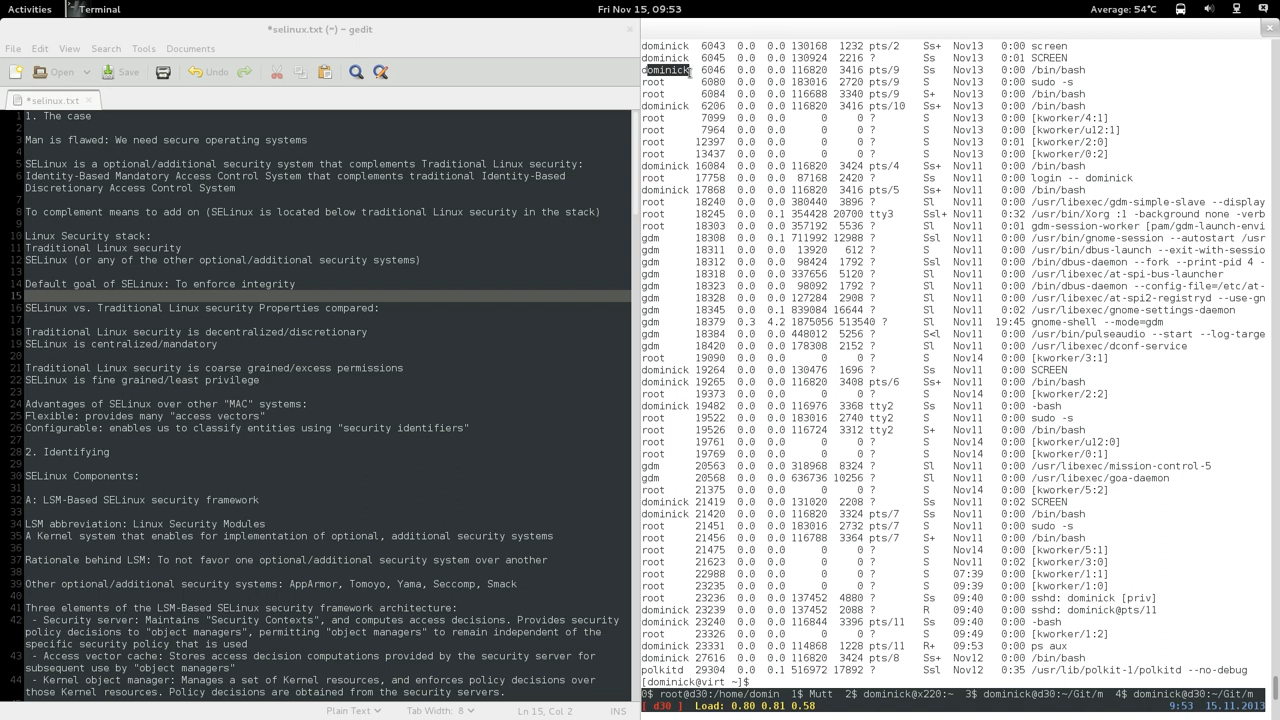 Activities Terminal Fri Nov 15, 09:53 Average: 54°C
*selinux.txt (~) - gedit
File Edit View Search Tools Documents
Open Save Undo
*selinux.txt
1 1. The case
2
3 Man is flawed: We need secure operating systems
4
5 SELinux is a optional/additional security system that complements Traditional Linux security:
6 Identity-Based Mandatory Access Control System that complements traditional Identity-Based
Discretionary Access Control System
7
8 To complement means to add on (SELinux is located below traditional Linux security in the stack)
9
10 Linux Security stack:
11 Traditional Linux security
12 SELinux (or any of the other optional/additional security systems)
13
14 Default goal of SELinux: To enforce integrity
15
16 SELinux vs. Traditional Linux security Properties compared:
17
18 Traditional Linux security is decentralized/discretionary
19 SELinux is centralized/mandatory
20
21 Traditional Linux security is coarse grained/excess permissions
22 SELinux is fine grained/least privilege
23
24 Advantages of SELinux over other "MAC" systems:
25 Flexible: provides many "access vectors"
26 Configurable: enables us to classify entities using "security identifiers"
27
28 2. Identifying
29
30 SELinux Components:
31
32 A: LSM-Based SELinux security framework
33
34 LSM abbreviation: Linux Security Modules
35 A Kernel system that enables for implementation of optional, additional security systems
36
37 Rationale behind LSM: To not favor one optional/additional security system over another
38
39 Other optional/additional security systems: AppArmor, Tomoyo, Yama, Seccomp, Smack
40
41 Three elements of the LSM-Based SELinux security framework architecture:
42 - Security server: Maintains "Security Contexts", and computes access decisions. Provides security
policy decisions to "object managers", permitting "object managers" to remain independent of the
specific security policy that is used
43 - Access vector cache: Stores access decision computations provided by the security server for
subsequent use by "object managers"
44 - Kernel object manager: Manages Kernel resources, and enforces policy decisions over
those Kernel resources. Policy decisions are obtained from the security servers.
Plain Text Tab Width: 8 Ln 15, Col 2 INS
dominick 6043 0.0 0.0 130168 1232 pts/2 Ss+ Nov13 0:00 screen
dominick 6045 0.0 0.0 130924 2216 ? Ss Nov13 0:01 SCREEN
dominick 6046 0.0 0.0 116820 3416 pts/9 Ss Nov13 0:00 /bin/bash
root 6080 0.0 0.0 183016 2720 pts/9 S Nov13 0:00 sudo -s
root 6084 0.0 0.0 116688 3340 pts/9 S+ Nov13 0:00 /bin/bash
dominick 6206 0.0 0.0 116820 3416 pts/10 Ss+ Nov13 0:00 /bin/bash
root 7099 0.0 0.0 0 0 ? S Nov13 0:00 [kworker/4:1]
root 7964 0.0 0.0 0 0 ? S Nov13 0:00 [kworker/u12:1]
root 12397 0.0 0.0 0 0 ? S Nov13 0:01 [kworker/2:0]
root 13437 0.0 0.0 0 0 ? S Nov13 0:00 [kworker/0:2]
dominick 16084 0.0 0.0 116820 3424 pts/4 Ss+ Nov11 0:00 /bin/bash
root 17758 0.0 0.0 87168 2420 ? Ss Nov11 0:00 login -- dominick
dominick 17868 0.0 0.0 116820 3416 pts/5 Ss+ Nov11 0:00 /bin/bash
root 18240 0.0 0.0 380440 3896 ? Sl Nov11 0:00 /usr/libexec/gdm-simple-slave --display
root 18245 0.0 0.1 354428 20700 tty3 Ssl+ Nov11 0:32 /usr/bin/Xorg :1 -background none -verb
root 18303 0.0 0.0 357192 5536 ? Sl Nov11 0:01 gdm-session-worker [pam/gdm-launch-envi
gdm 18308 0.0 0.1 711992 12988 ? Ssl Nov11 0:00 /usr/bin/gnome-session --autostart /usr
gdm 18311 0.0 0.0 13920 612 ? S Nov11 0:00 /usr/bin/dbus-launch --exit-with-sessio
gdm 18312 0.0 0.0 98424 1792 ? Ssl Nov11 0:00 /bin/dbus-daemon --fork --print-pid 4 -
gdm 18318 0.0 0.0 337656 5120 ? Sl Nov11 0:00 /usr/libexec/at-spi-bus-launcher
gdm 18323 0.0 0.0 98092 1792 ? S Nov11 0:00 /bin/dbus-daemon --config-file=/etc/at-
gdm 18328 0.0 0.0 127284 2908 ? Sl Nov11 0:00 /usr/libexec/at-spi2-registryd --use-gn
gdm 18345 0.0 0.1 839084 16644 ? Sl Nov11 0:02 /usr/libexec/gnome-settings-daemon
gdm 18379 0.3 4.2 1875056 513540 ? Sl Nov11 19:45 gnome-shell --mode=gdm
gdm 18384 0.0 0.0 448012 5256 ? S<l Nov11 0:00 /usr/bin/pulseaudio --start --log-targe
gdm 18420 0.0 0.0 178308 2152 ? Sl Nov11 0:00 /usr/libexec/dconf-service
root 19090 0.0 0.0 0 0 ? S Nov14 0:00 [kworker/3:1]
dominick 19264 0.0 0.0 130476 1696 ? Ss Nov11 0:00 SCREEN
dominick 19265 0.0 0.0 116820 3408 pts/6 Ss+ Nov11 0:00 /bin/bash
root 19373 0.0 0.0 0 0 ? S Nov14 0:00 [kworker/2:2]
dominick 19482 0.0 0.0 116976 3368 tty2 Ss Nov11 0:00 -bash
root 19522 0.0 0.0 183016 2740 tty2 S Nov11 0:00 sudo -s
root 19526 0.0 0.0 116724 3312 tty2 S+ Nov11 0:00 /bin/bash
root 19761 0.0 0.0 0 0 ? S Nov14 0:00 [kworker/u12:0]
root 19769 0.0 0.0 0 0 ? S Nov14 0:00 [kworker/0:1]
gdm 20563 0.0 0.0 318968 8324 ? Sl Nov11 0:00 /usr/libexec/mission-control-5
gdm 20568 0.0 0.0 636736 10256 ? Sl Nov11 0:00 /usr/libexec/goa-daemon
root 21375 0.0 0.0 0 0 ? S Nov14 0:00 [kworker/5:2]
dominick 21419 0.0 0.0 131020 2208 ? Ss Nov11 0:02 SCREEN
dominick 21420 0.0 0.0 116820 3324 pts/7 Ss Nov11 0:00 /bin/bash
root 21451 0.0 0.0 183016 2732 pts/7 S Nov11 0:00 sudo -s
root 21456 0.0 0.0 116788 3364 pts/7 S+ Nov11 0:00 /bin/bash
root 21475 0.0 0.0 0 0 ? S Nov14 0:00 [kworker/5:1]
root 21623 0.0 0.0 0 0 ? S Nov11 0:02 [kworker/3:0]
root 22988 0.0 0.0 0 0 ? S 07:39 0:00 [kworker/1:1]
root 23235 0.0 0.0 0 0 ? S 09:39 0:00 [kworker/1:0]
root 23236 0.0 0.0 137452 4880 ? Ss 09:40 0:00 sshd: dominick [priv]
dominick 23239 0.0 0.0 137452 2088 ? R 09:40 0:00 sshd: dominick@pts/11
dominick 23240 0.0 0.0 116844 3396 pts/11 Ss 09:40 0:00 -bash
root 23326 0.0 0.0 0 0 ? S 09:49 0:00 [kworker/1:2]
dominick 23331 0.0 0.0 114868 1228 pts/11 R+ 09:53 0:00 ps aux
dominick 27616 0.0 0.0 116820 3424 pts/8 Ss+ Nov12 0:00 /bin/bash
polkitd 29304 0.0 0.1 516972 17892 ? Ssl Nov12 0:35 /usr/lib/polkit-1/polkitd --no-debug
[dominick@virt ~]$
0$ root@d30:/home/domin 1$ Mutt 2$ dominick@x220:~ 3$ dominick@d30:~/Git/m 4$ dominick@d30:~/Git/m
[ d30 ] Load: 0.80 0.81 0.58 9:53 15.11.2013